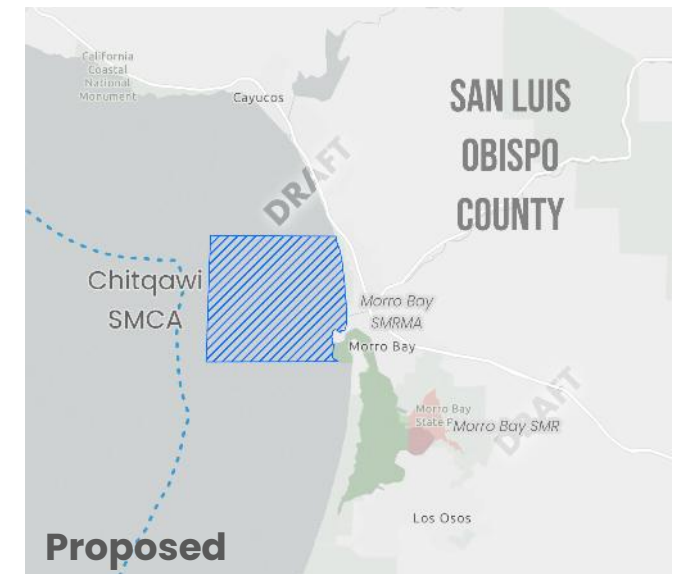 California
Coastal
National
Monument
Cayucos
SAN LUIS
OBISPO
COUNTY
DRAFT
Chitqawi
SMCA
Morro Bay
SMRMA
Morro Bay
Morro Bay
State P
Morro Bay SMR
DRAFT
Los Osos
Proposed